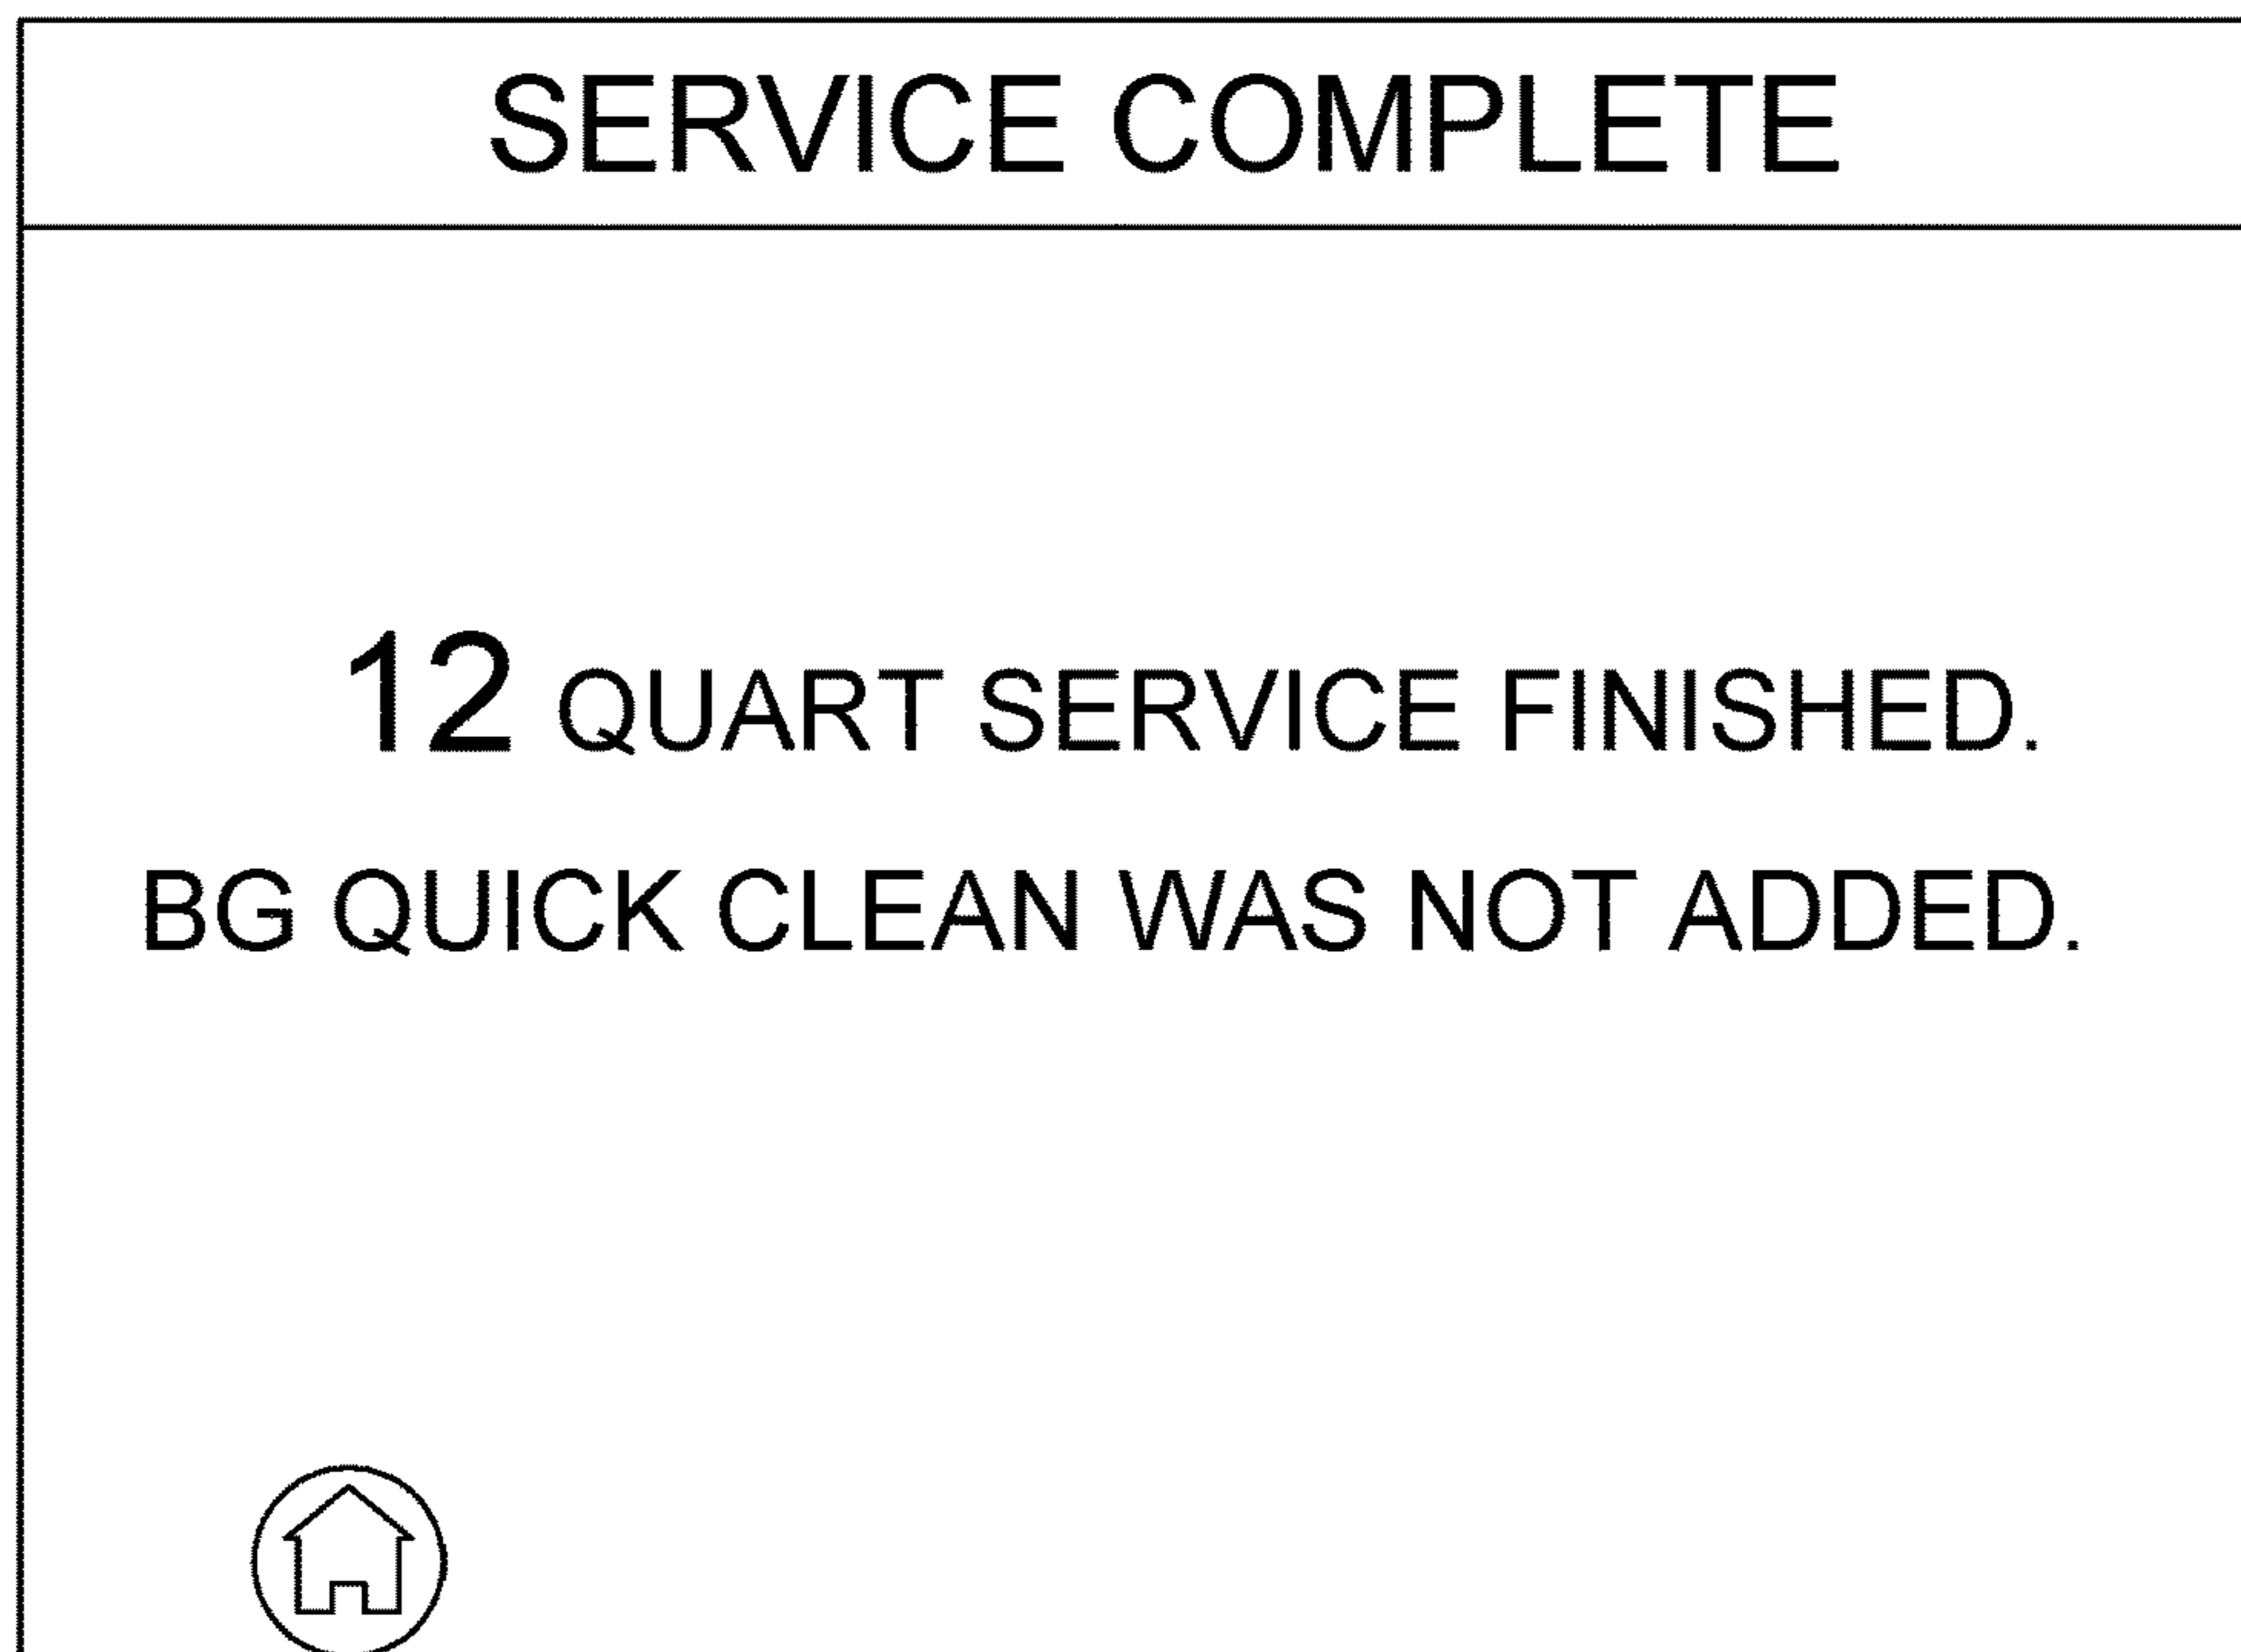 SERVICE COMPLETE
12 QUART SERVICE FINISHED.
BG QUICK CLEAN WAS NOT ADDED.